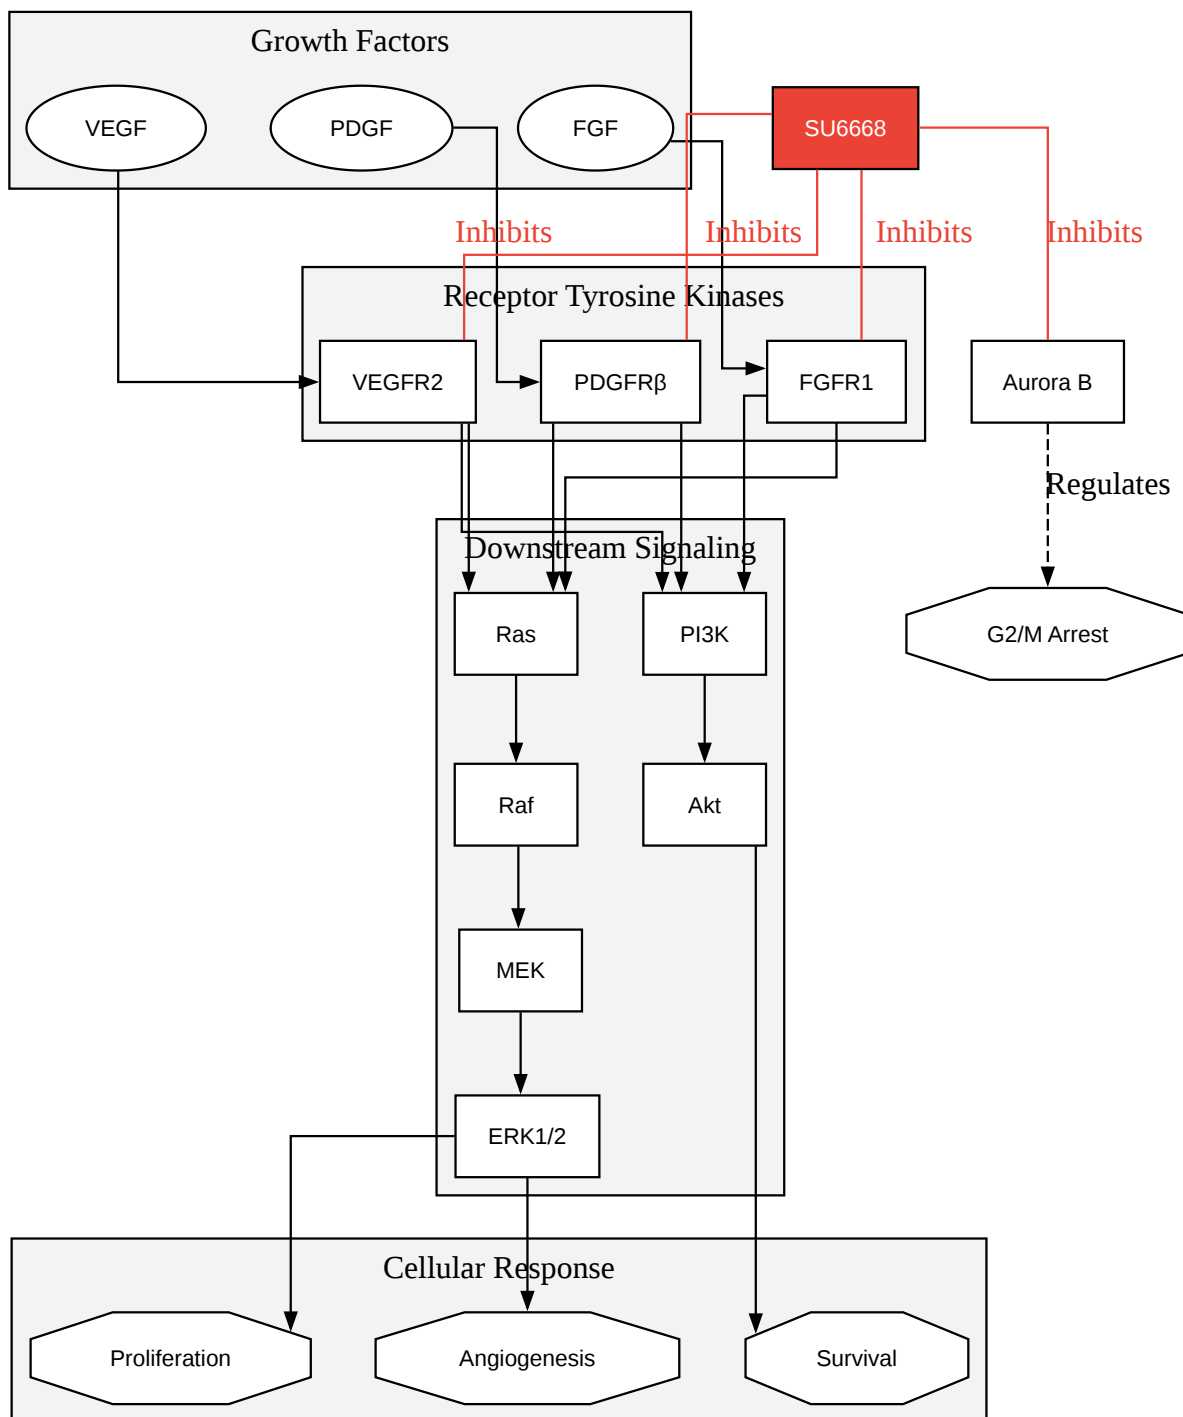 Growth Factors
VEGF
PDGF
FGF
SU6668
Inhibits
Inhibits
Inhibits
Inhibits
Receptor Tyrosine Kinases
VEGFR2
PDGFRβ
FGFR1
Aurora B
Regulates
Downstream Signaling
Ras
PI3K
G2/M Arrest
Raf
Akt
MEK
ERK1/2
Cellular Response
Proliferation
Angiogenesis
Survival